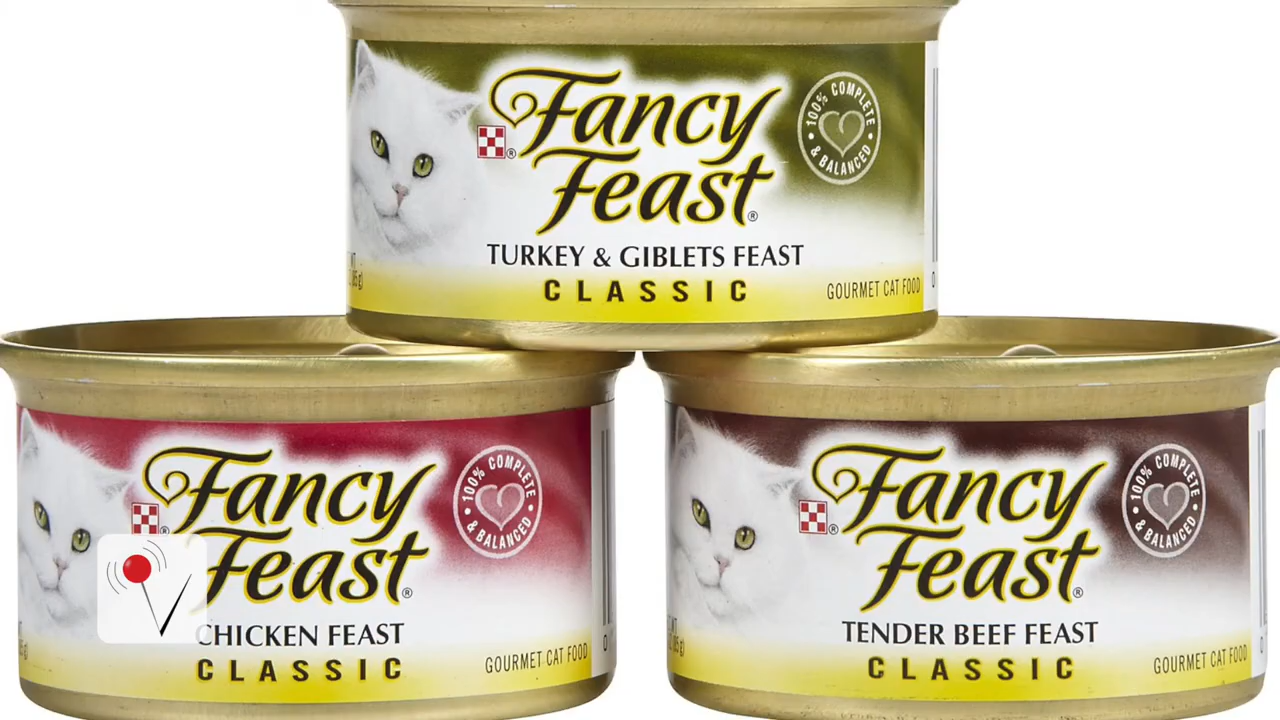 Fancy
Feast®
®
TURKEY & GIBLETS FEAST
CLASSIC
GOURMET CAT FOOD
100% COMPLETE
& BALANCED
Fancy
Feast®
®
CHICKEN FEAST
CLASSIC
GOURMET CAT FOOD
100% COMPLETE
& BALANCED
Fancy
Feast®
®
TENDER BEEF FEAST
CLASSIC
GOURMET CAT FOOD
100% COMPLETE
& BALANCED